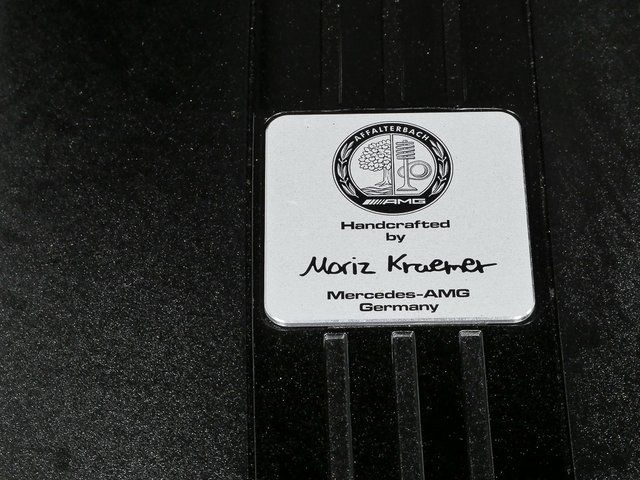 AFFALTERBACH
AMG
Handcrafted
by
Moriz Kraemer
Mercedes-AMG
Germany